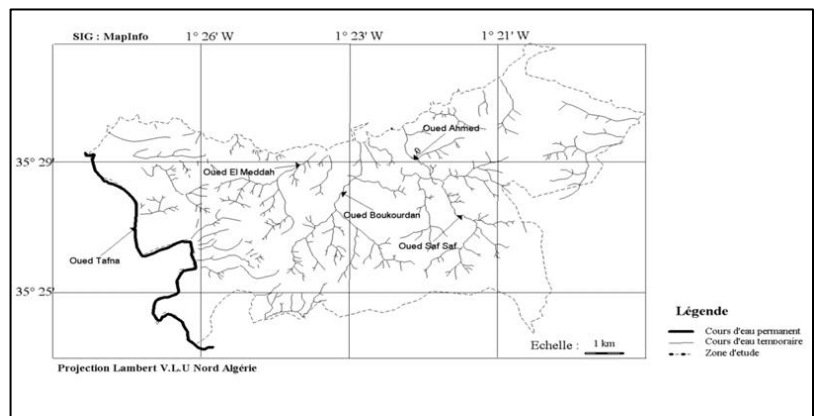 SIG : MapInfo
1° 26' W
1° 23' W
1° 21' W
Oued Ahmed
35° 29'
Oued El Meddah
Oued Boukourdan
Oued Saf Saf
Oued Tafna
35° 25'
Echelle : 1 km
Légende
Cours d'eau permanent
Cours d'eau temporaire
Zone d'etude
Projection Lambert V.L.U Nord Algérie